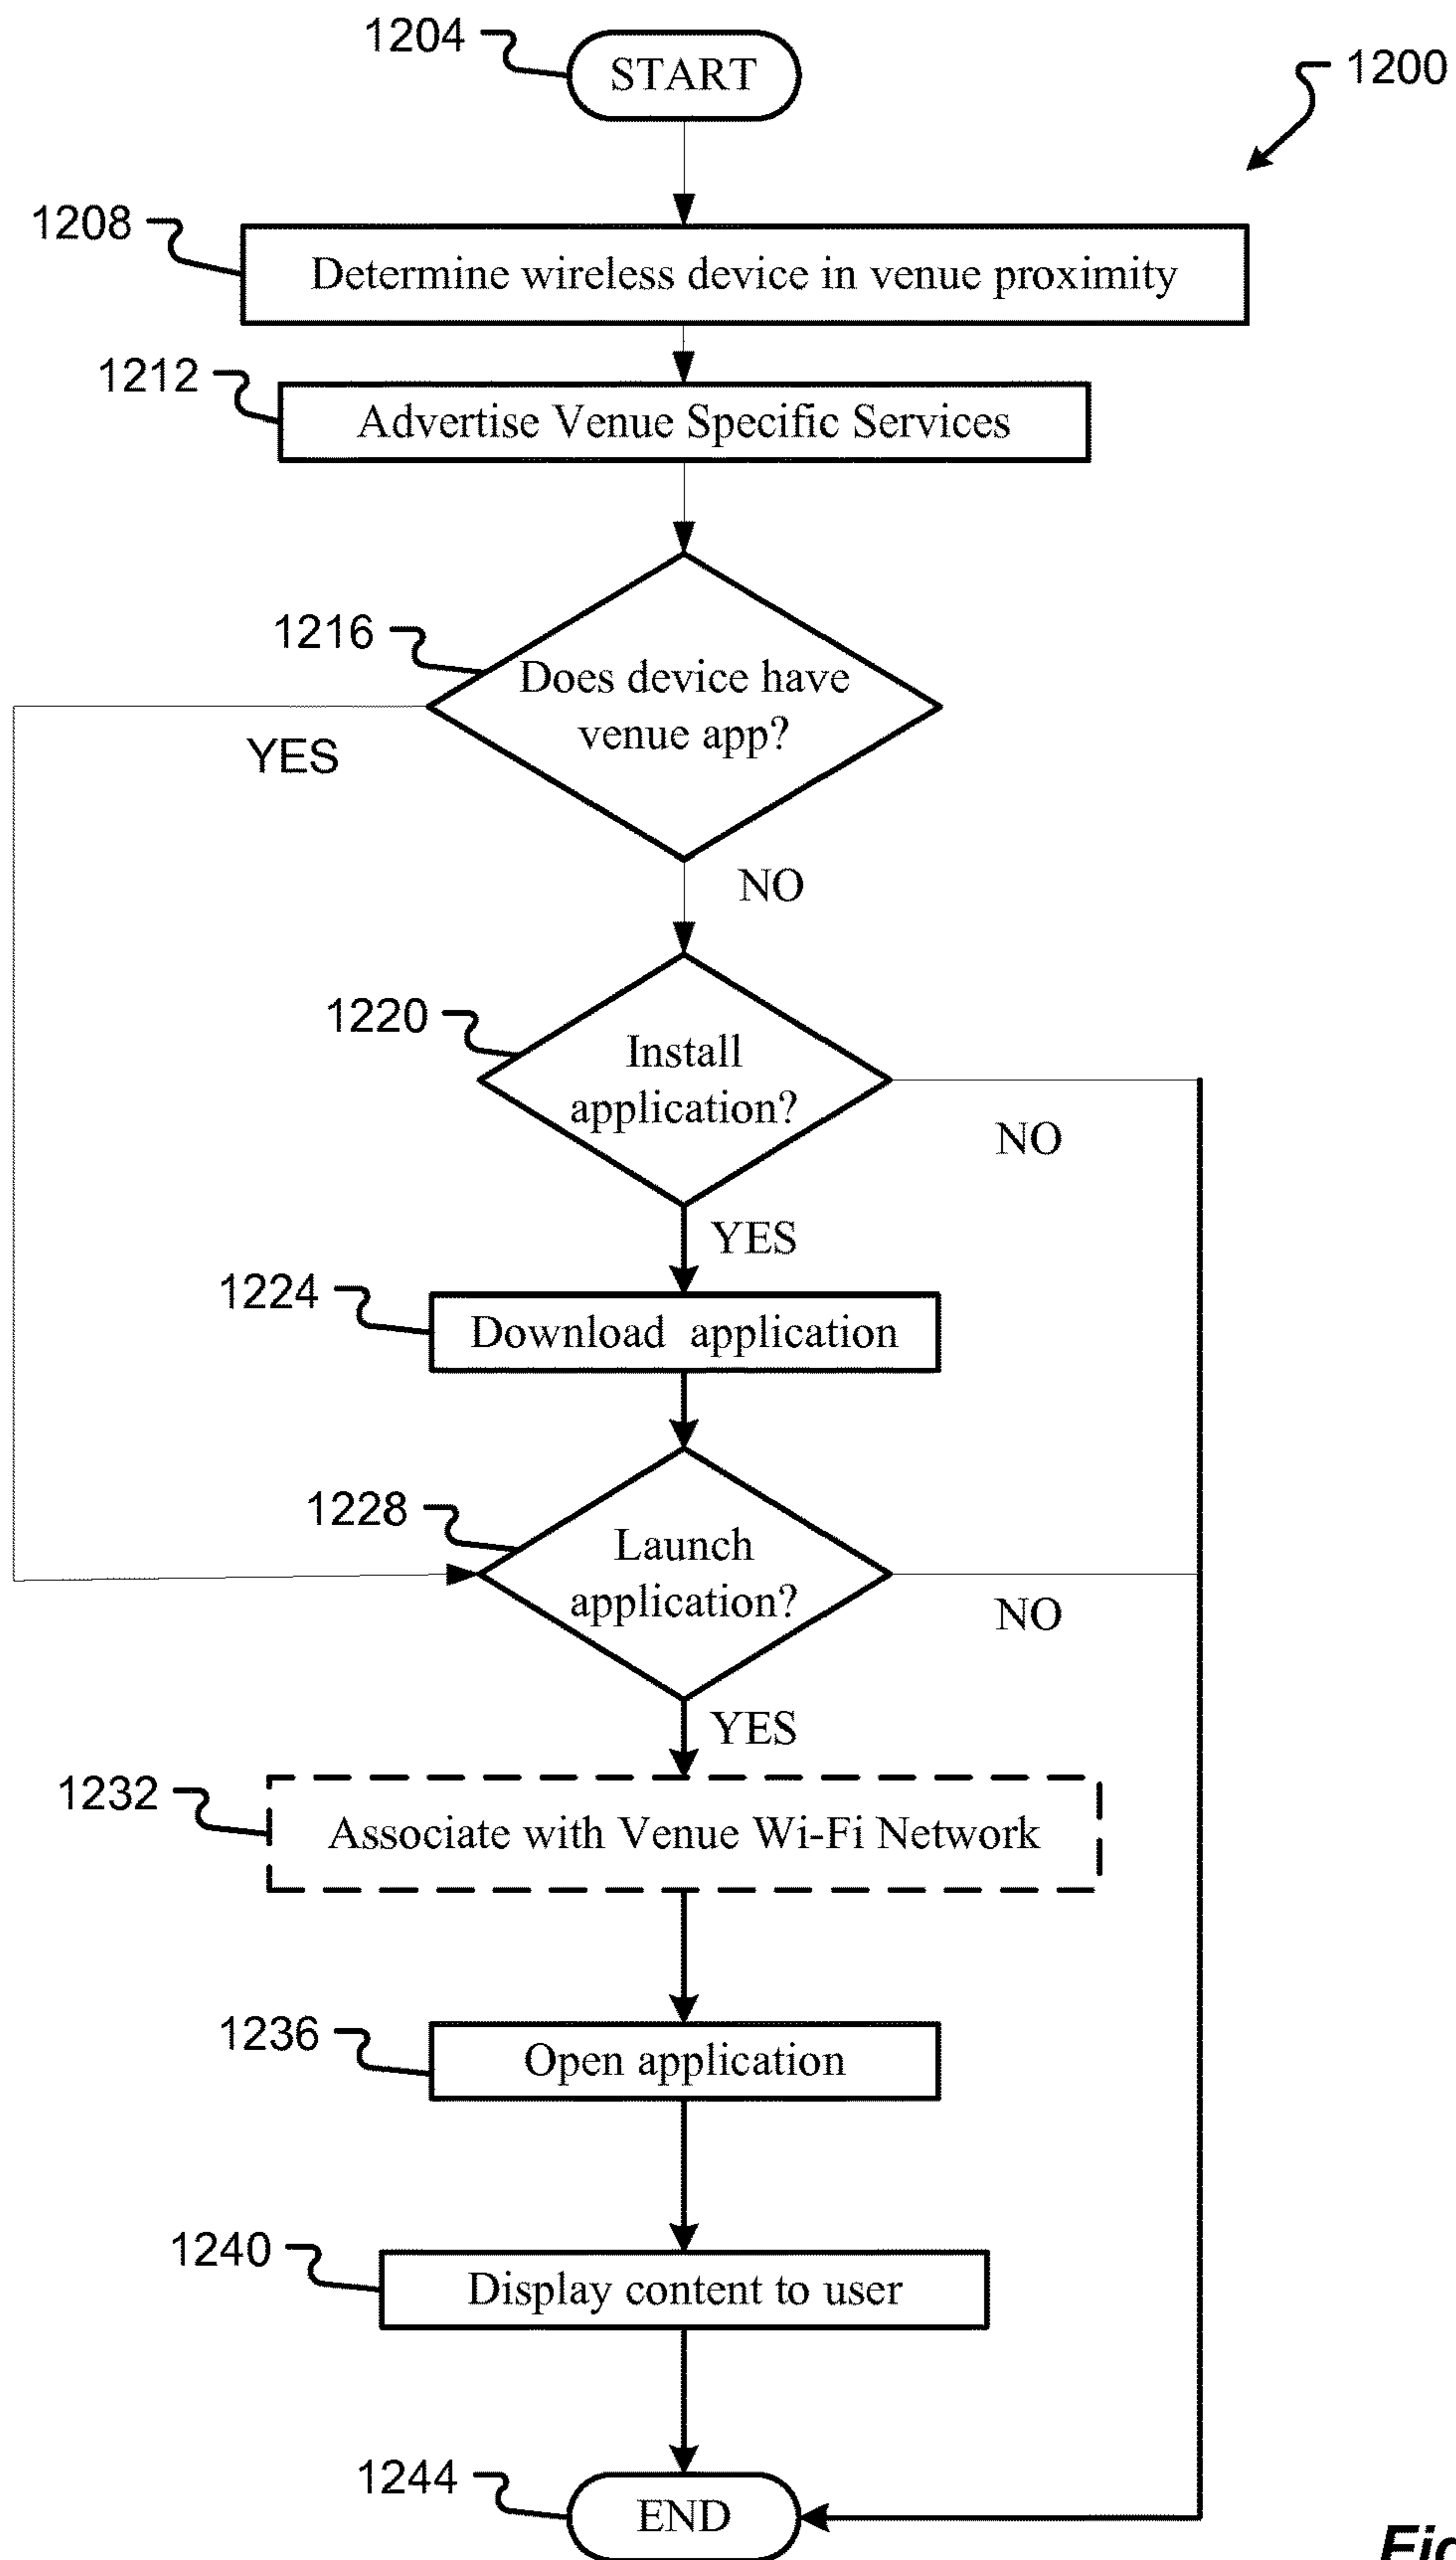 1204
START
1200
1208
Determine wireless device in venue proximity
1212
Advertise Venue Specific Services
1216
Does device have
venue app?
YES
NO
1220
Install
application?
NO
YES
1224
Download application
1228
Launch
application?
NO
YES
1232
Associate with Venue Wi-Fi Network
1236
Open application
1240
Display content to user
1244
END